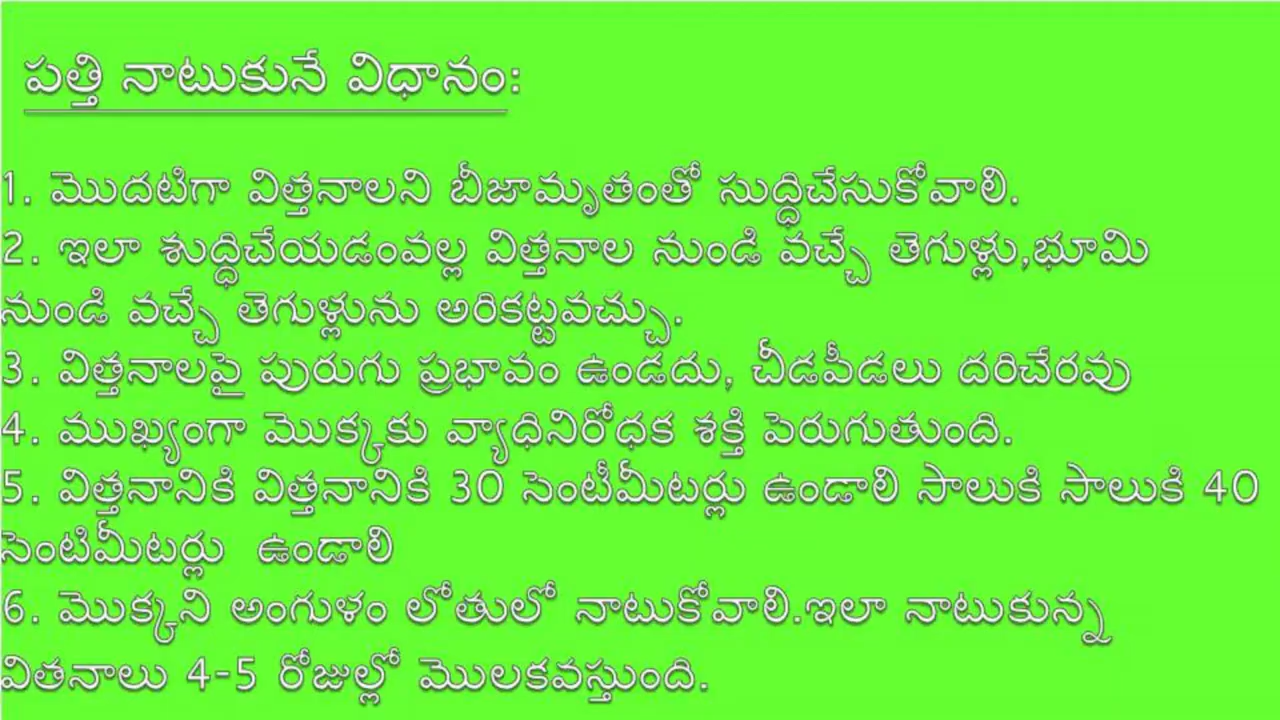 పత్తి నాటుకునే విధానం:
1. మొదటిగా విత్తనాలని బీజామృతంతో సుద్ధిచేసుకోవాలి.
2. ఇలా శుద్ధిచేయడంవల్ల విత్తనాల నుండి వచ్చే తెగుళ్లు,భూమి
నుండి వచ్చే తెగుళ్లును అరికట్టవచ్చు.
3. విత్తనాలపై పురుగు ప్రభావం ఉండదు, చీడపీడలు దరిచేరవు
4. ముఖ్యంగా మొక్కకు వ్యాధినిరోధక శక్తి పెరుగుతుంది.
5. విత్తనానికి విత్తనానికి 30 సెంటీమీటర్లు ఉండాలి సాలుకి సాలుకి 40
సెంటిమీటర్లు ఉండాలి
6. మొక్కని అంగుళం లోతులో నాటుకోవాలి.ఇలా నాటుకున్న
వితనాలు 4-5 రోజుల్లో మొలకవస్తుంది.